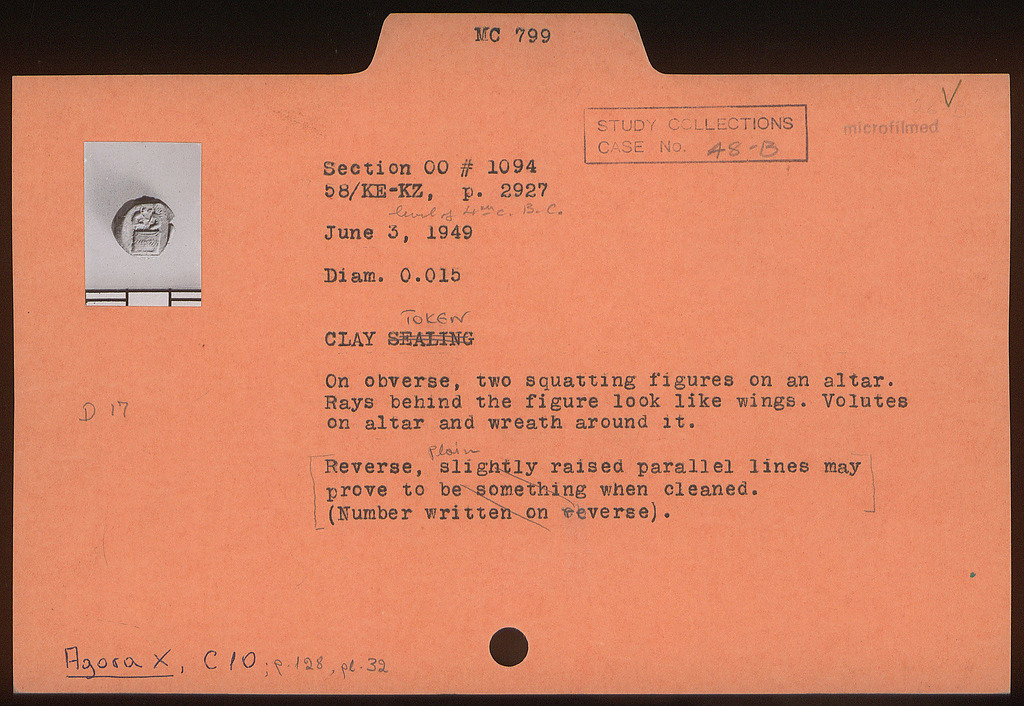 MC 799
V
STUDY COLLECTIONS
CASE No. 48-B
microfilmed
Section OO # 1094
58/KE-KZ, p. 2927
level of 4th c. B.C.
June 3, 1949
Diam. 0.015
TOKEN
CLAY SEALING
On obverse, two squatting figures on an altar.
Rays behind the figure look like wings. Volutes
on altar and wreath around it.
D 17
plain
Reverse, slightly raised parallel lines may
prove to be something when cleaned.
(Number written on reverse).
Agora X, C10, p. 128, pl. 32